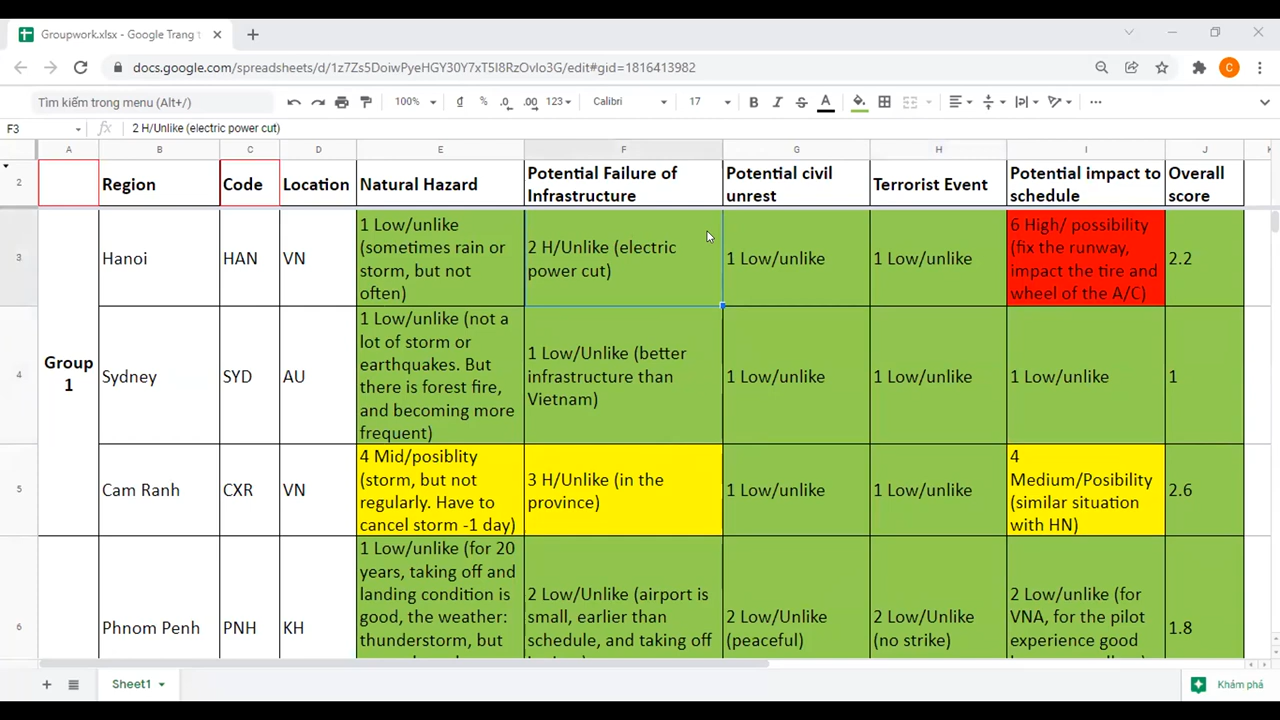 Groupwork.xlsx - Google Trang t
docs.google.com/spreadsheets/d/1z7Zs5DoiwPyeHGY30Y7xT5l8RzOvlo3G/edit#gid=1816413982
C
Tìm kiếm trong menu (Alt+/)
100%
₫
%
.0
.00
123
Calibri
17
B
I
S
A
F3
fx
2 H/Unlike (electric power cut)
A
B
C
D
E
F
G
H
I
J
2
Region
Code
Location
Natural Hazard
Potential Failure of
Infrastructure
Potential civil
unrest
Terrorist Event
Potential impact to
schedule
Overall
score
Group
1
3
Hanoi
HAN
VN
1 Low/unlike
(sometimes rain or
storm, but not
often)
2 H/Unlike (electric
power cut)
1 Low/unlike
1 Low/unlike
6 High/ possibility
(fix the runway,
impact the tire and
wheel of the A/C)
2.2
4
Sydney
SYD
AU
1 Low/unlike (not a
lot of storm or
earthquakes. But
there is forest fire,
and becoming more
frequent)
1 Low/Unlike (better
infrastructure than
Vietnam)
1 Low/unlike
1 Low/unlike
1 Low/unlike
1
5
Cam Ranh
CXR
VN
4 Mid/posiblity
(storm, but not
regularly. Have to
cancel storm -1 day)
3 H/Unlike (in the
province)
1 Low/unlike
1 Low/unlike
4
Medium/Posibility
(similar situation
with HN)
2.6
6
Phnom Penh
PNH
KH
1 Low/unlike (for 20
years, taking off and
landing condition is
good, the weather:
thunderstorm, but
2 Low/Unlike (airport is
small, earlier than
schedule, and taking off
2 Low/Unlike
(peaceful)
2 Low/Unlike
(no strike)
2 Low/unlike (for
VNA, for the pilot
experience good
1.8
Sheet1
Khám phá